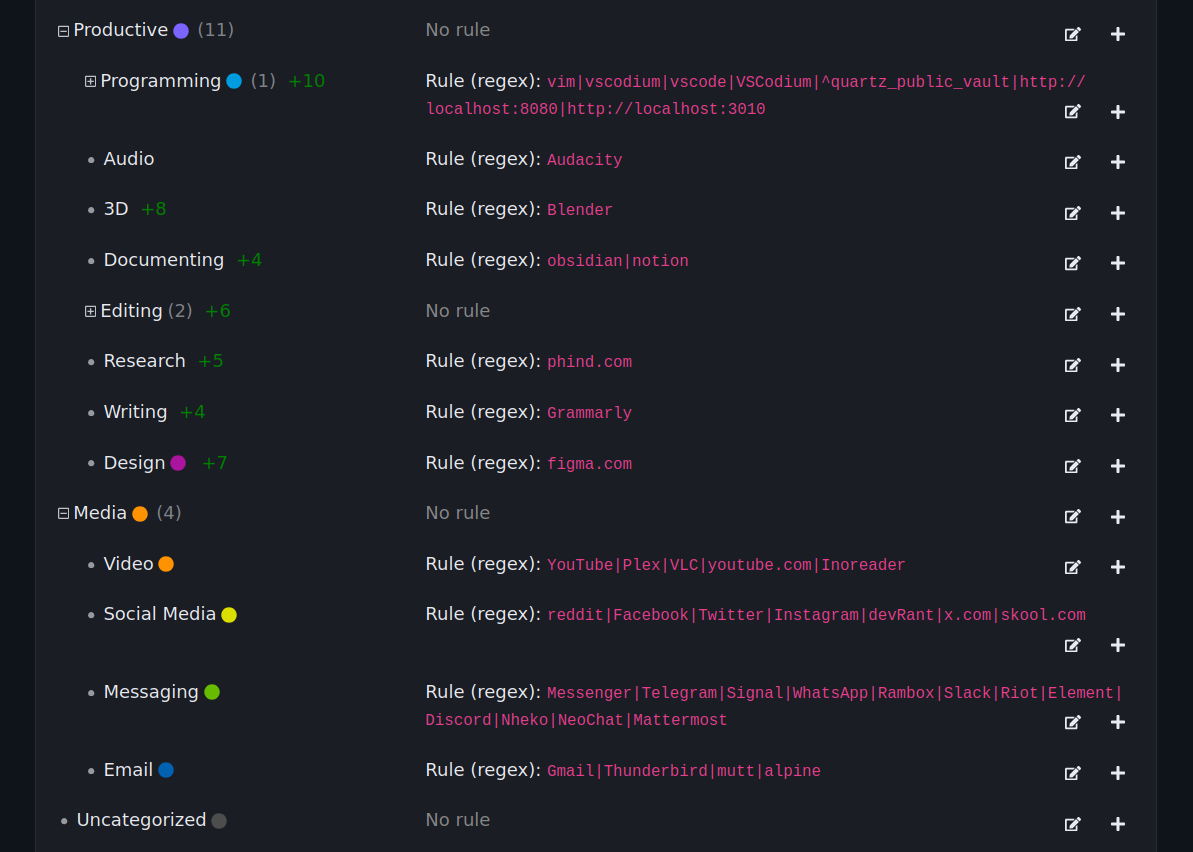 Productive (11) No rule
Programming (1) +10 Rule (regex): vim|vscodium|vscode|VSCodium|^quartz_public_vault|http://
localhost:8080|http://localhost:3010
Audio Rule (regex): Audacity
3D +8 Rule (regex): Blender
Documenting +4 Rule (regex): obsidian|notion
Editing (2) +6 No rule
Research +5 Rule (regex): phind.com
Writing +4 Rule (regex): Grammarly
Design +7 Rule (regex): figma.com
Media (4) No rule
Video Rule (regex): YouTube|Plex|VLC|youtube.com|Inoreader
Social Media Rule (regex): reddit|Facebook|Twitter|Instagram|devRant|x.com|skool.com
Messaging Rule (regex): Messenger|Telegram|Signal|WhatsApp|Rambox|Slack|Riot|Element|
Discord|Nheko|NeoChat|Mattermost
Email Rule (regex): Gmail|Thunderbird|mutt|alpine
Uncategorized No rule